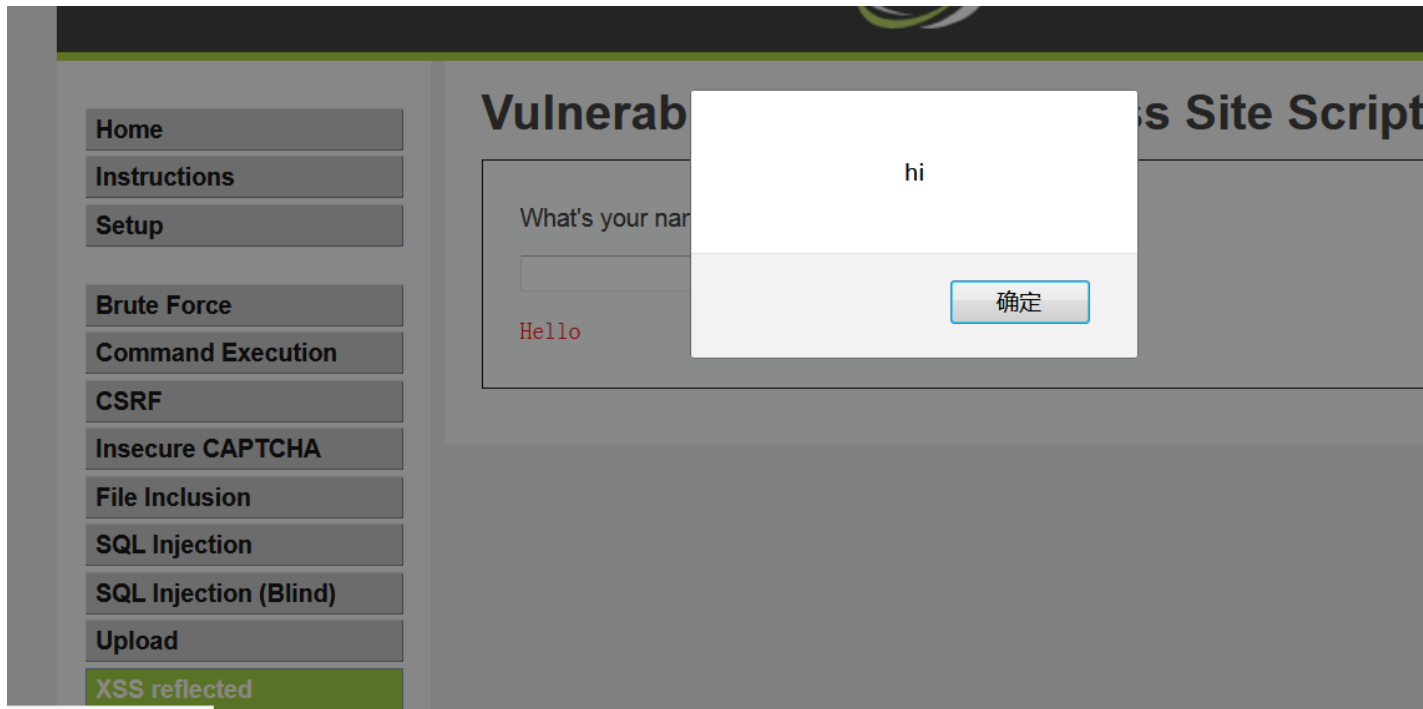 Home
Instructions
Setup
Brute Force
Command Execution
CSRF
Insecure CAPTCHA
File Inclusion
SQL Injection
SQL Injection (Blind)
Upload
XSS reflected
Vulnerab
s Site Script
What's your nar
Hello
hi
确定